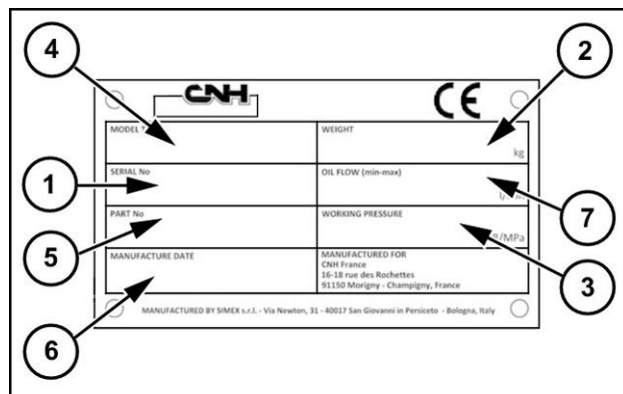 4
2
CNH
CE
MODEL
WEIGHT
kg
1
SERIAL No
OIL FLOW (min-max)
7
5
PART No
WORKING PRESSURE
/MPa
3
MANUFACTURE DATE
MANUFACTURED FOR
CNH France
16-18 rue des Rochettes
91150 Morigny - Champigny, France
6
MANUFACTURED BY SIMEX s.r.l. - Via Newton, 31 - 40017 San Giovanni in Persiceto - Bologna, Italy